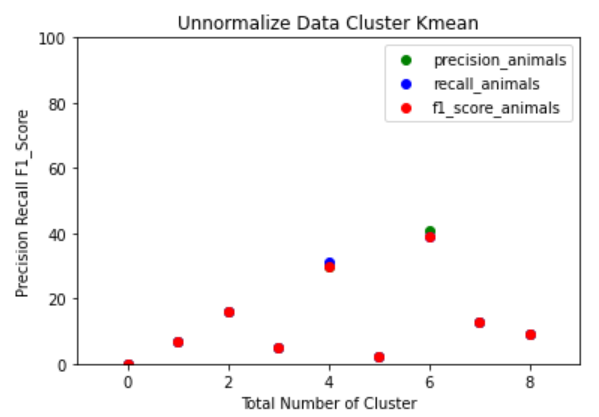 Unnormalize Data Cluster Kmean
precision_animals
recall_animals
f1_score_animals
Precision Recall F1_Score
100
80
60
40
20
0
0 2 4 6 8
Total Number of Cluster